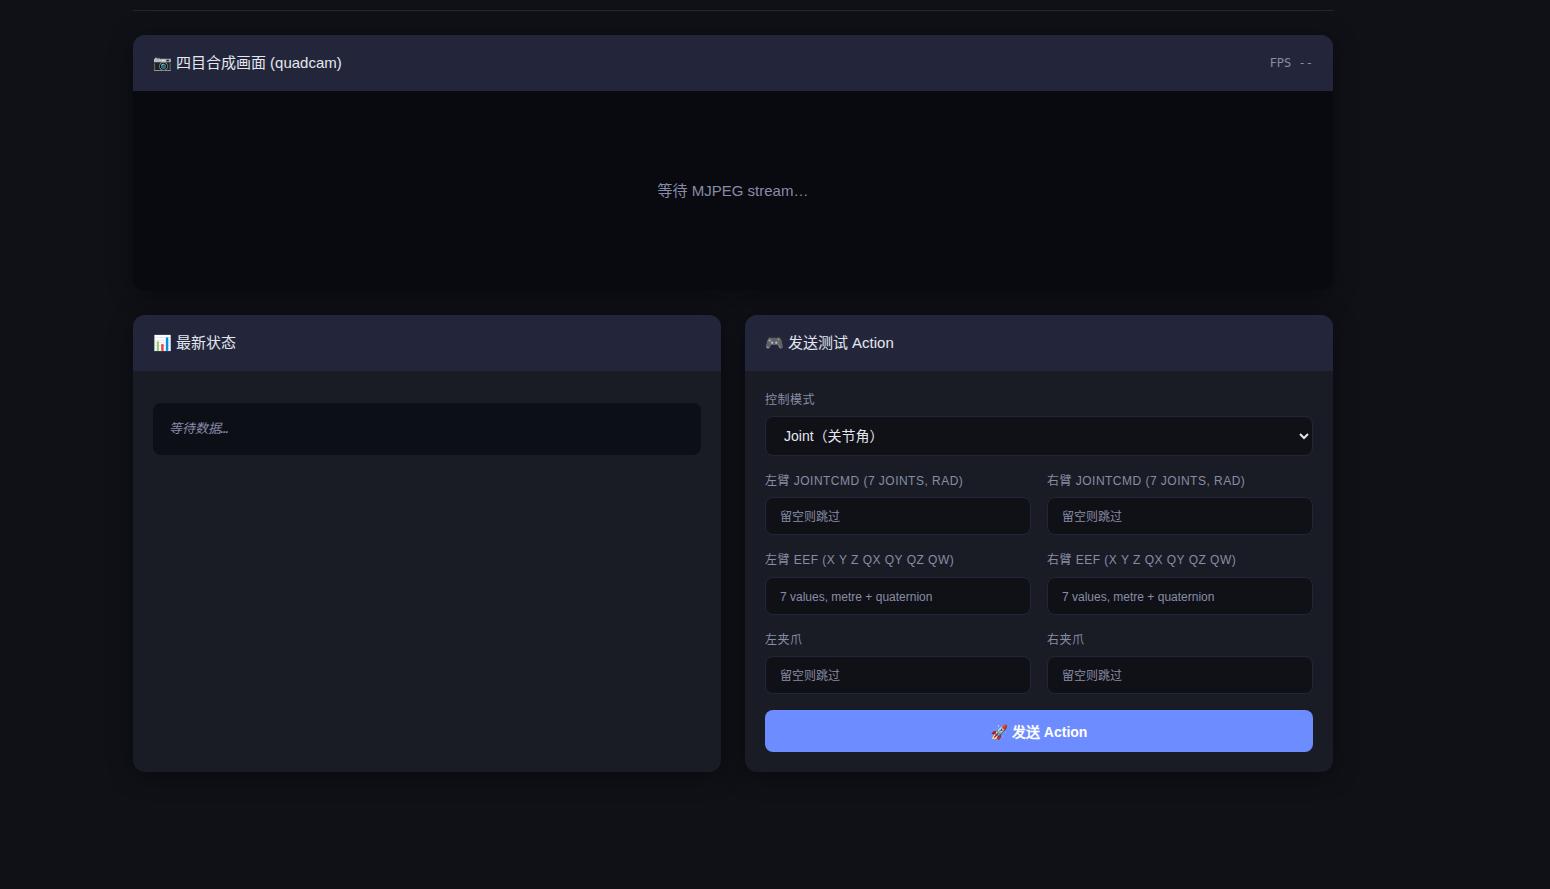 📷 四目合成画面 (quadcam)
FPS --
等待 MJPEG stream…
📊 最新状态
等待数据…
🎮 发送测试 Action
控制模式
Joint（关节角）
左臂 JOINTCMD (7 JOINTS, RAD)
右臂 JOINTCMD (7 JOINTS, RAD)
留空则跳过
留空则跳过
左臂 EEF (X Y Z QX QY QZ QW)
右臂 EEF (X Y Z QX QY QZ QW)
7 values, metre + quaternion
7 values, metre + quaternion
左夹爪
右夹爪
留空则跳过
留空则跳过
🚀 发送 Action